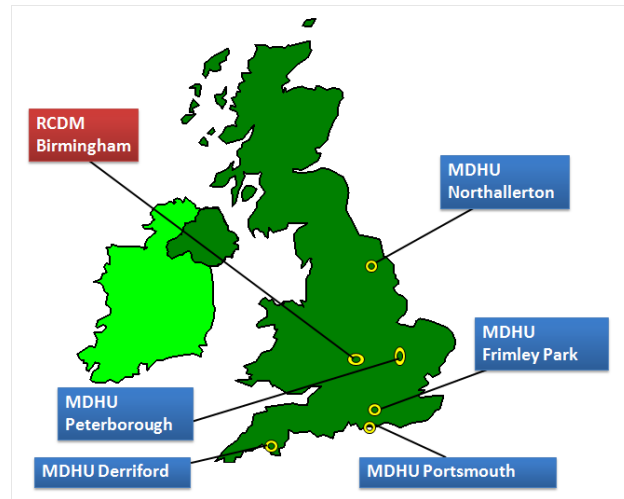 RCDM
Birmingham
MDHU
Northallerton
MDHU
Frimley Park
MDHU
Peterborough
MDHU Derriford
MDHU Portsmouth